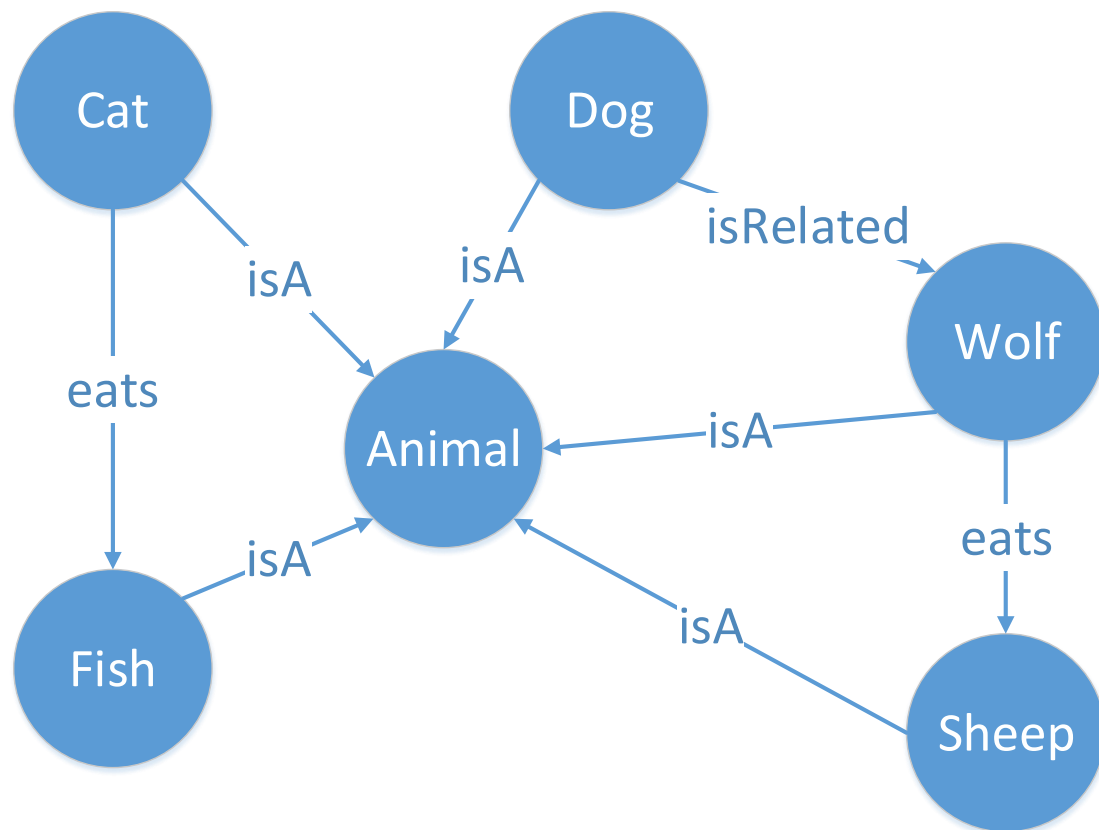 Cat
Dog
isRelated
isA
isA
Wolf
eats
Animal
isA
isA
eats
isA
Fish
Sheep